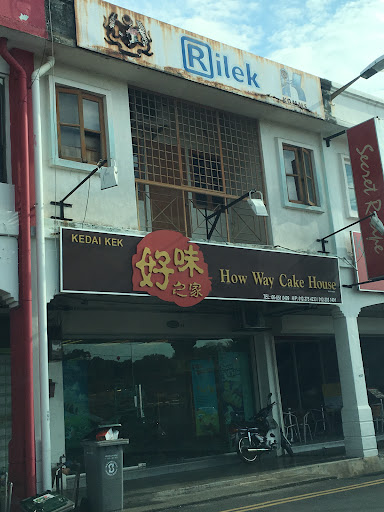 Rilek
KEDAI KEK
好味
之家
How Way Cake House
Secret Recipe